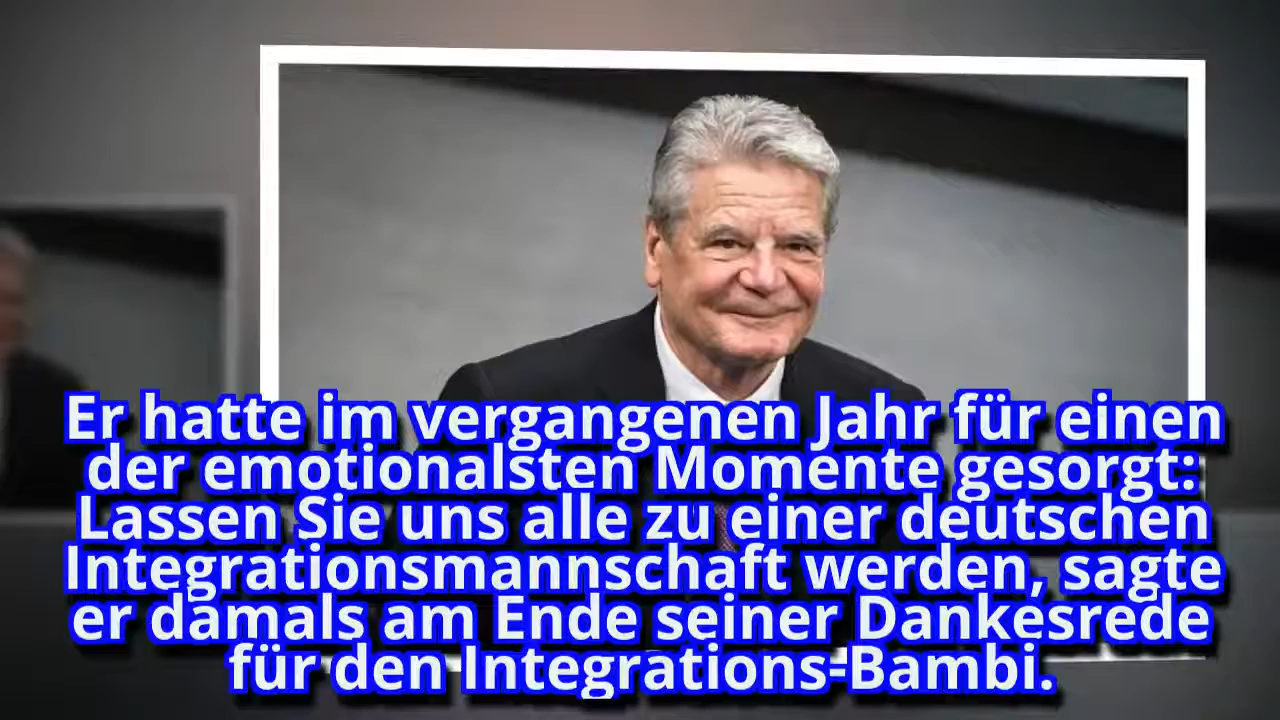 Er hatte im vergangenen Jahr für einen
der emotionalsten Momente gesorgt:
Lassen Sie uns alle zu einer deutschen
Integrationsmannschaft werden, sagte
er damals am Ende seiner Dankesrede
für den Integrations-Bambi.